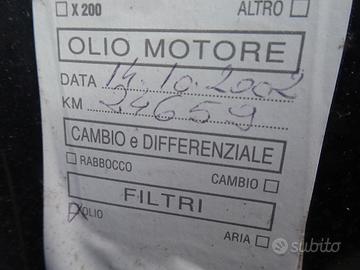 □ X 200 ALTRO □
OLIO MOTORE
DATA 14.10.2002
KM 24659
CAMBIO e DIFFERENZIALE
□ RABBOCCO CAMBIO □
FILTRI
OLIO
ARIA □
subito